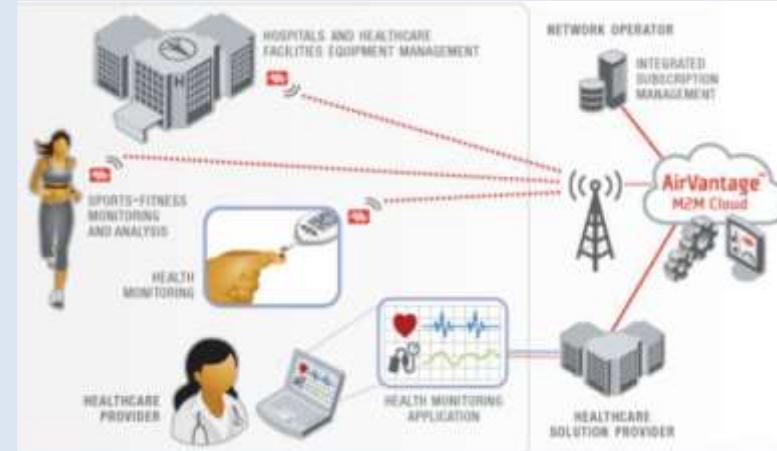 HOSPITALS AND HEALTHCARE
FACILITIES EQUIPMENT MANAGEMENT
NETWORK OPERATOR
INTEGRATED
SUBSCRIPTION
MANAGEMENT
SPORTS-FITNESS
MONITORING
AND ANALYSIS
AirVantage™
M2M Cloud
HEALTH
MONITORING
HEALTHCARE
PROVIDER
HEALTH MONITORING
APPLICATION
HEALTHCARE
SOLUTION PROVIDER
H